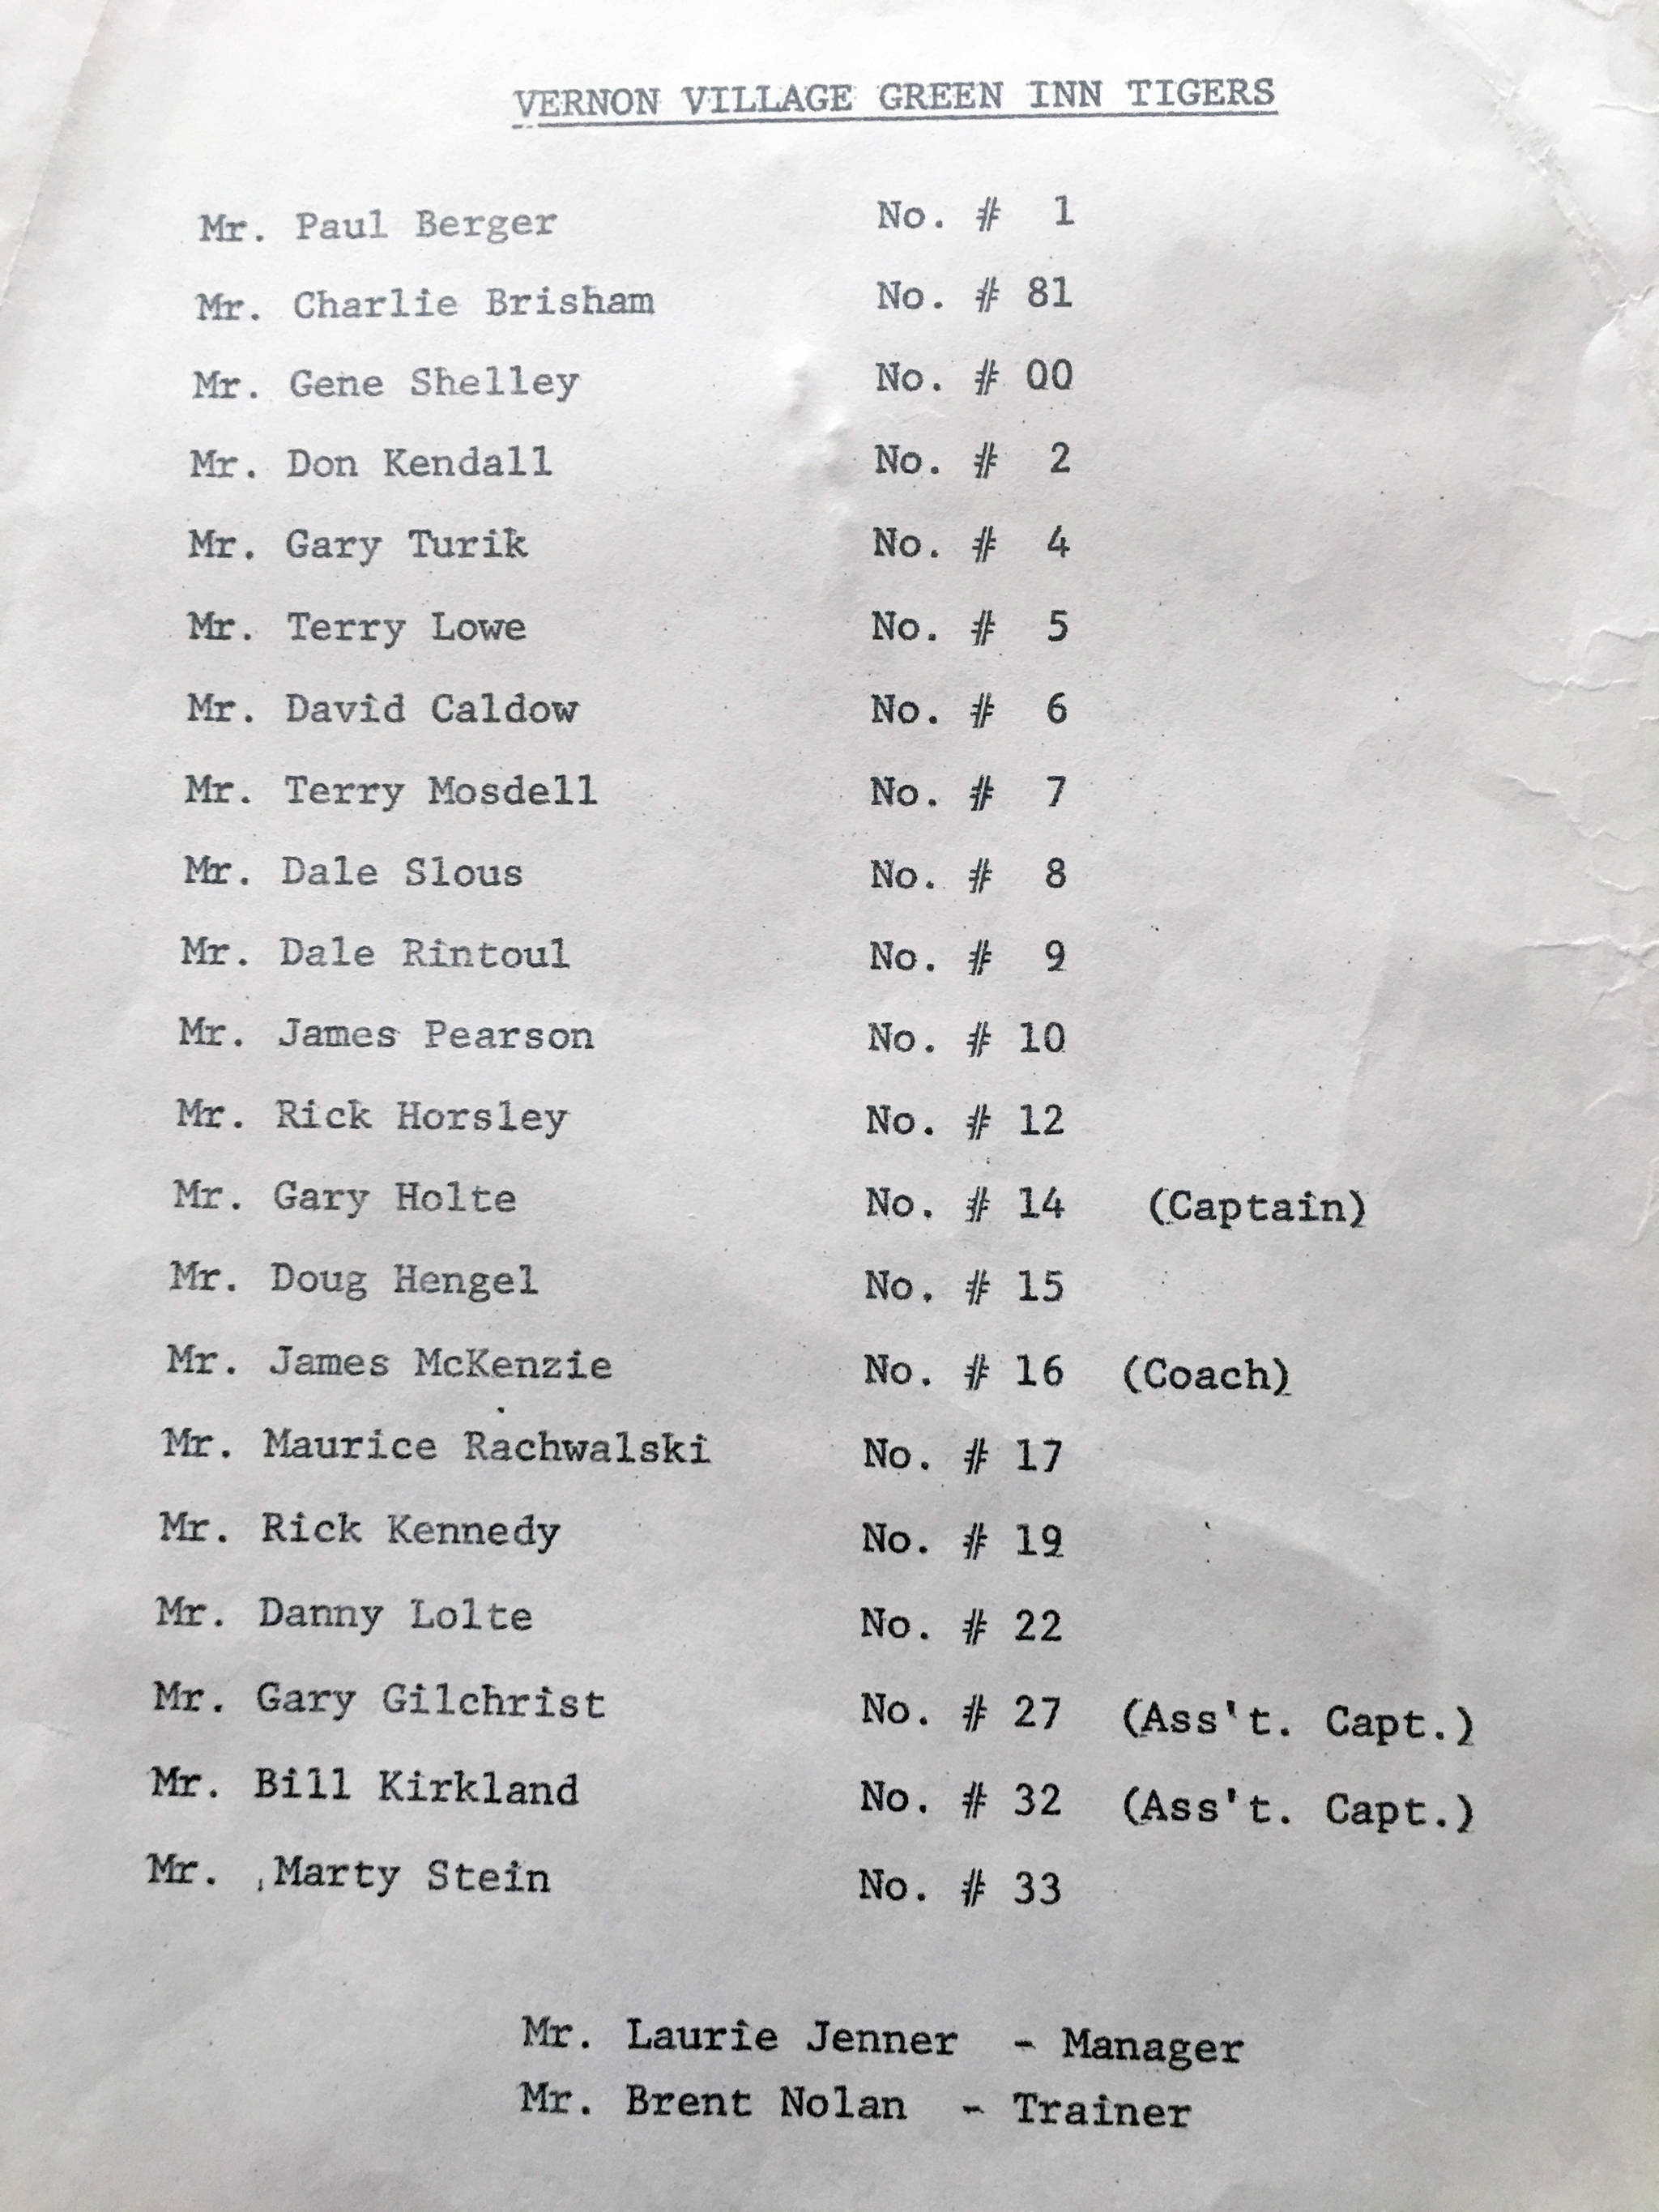 VERNON VILLAGE GREEN INN TIGERS
Mr. Paul Berger No. # 1
Mr. Charlie Brisham No. # 81
Mr. Gene Shelley No. # 00
Mr. Don Kendall No. # 2
Mr. Gary Turik No. # 4
Mr. Terry Lowe No. # 5
Mr. David Caldow No. # 6
Mr. Terry Mosdell No. # 7
Mr. Dale Slous No. # 8
Mr. Dale Rintoul No. # 9
Mr. James Pearson No. # 10
Mr. Rick Horsley No. # 12
Mr. Gary Holte No. # 14 (Captain)
Mr. Doug Hengel No. # 15
Mr. James McKenzie No. # 16 (Coach)
Mr. Maurice Rachwalski No. # 17
Mr. Rick Kennedy No. # 19
Mr. Danny Lolte No. # 22
Mr. Gary Gilchrist No. # 27 (Ass't. Capt.)
Mr. Bill Kirkland No. # 32 (Ass't. Capt.)
Mr. Marty Stein No. # 33
Mr. Laurie Jenner - Manager
Mr. Brent Nolan - Trainer